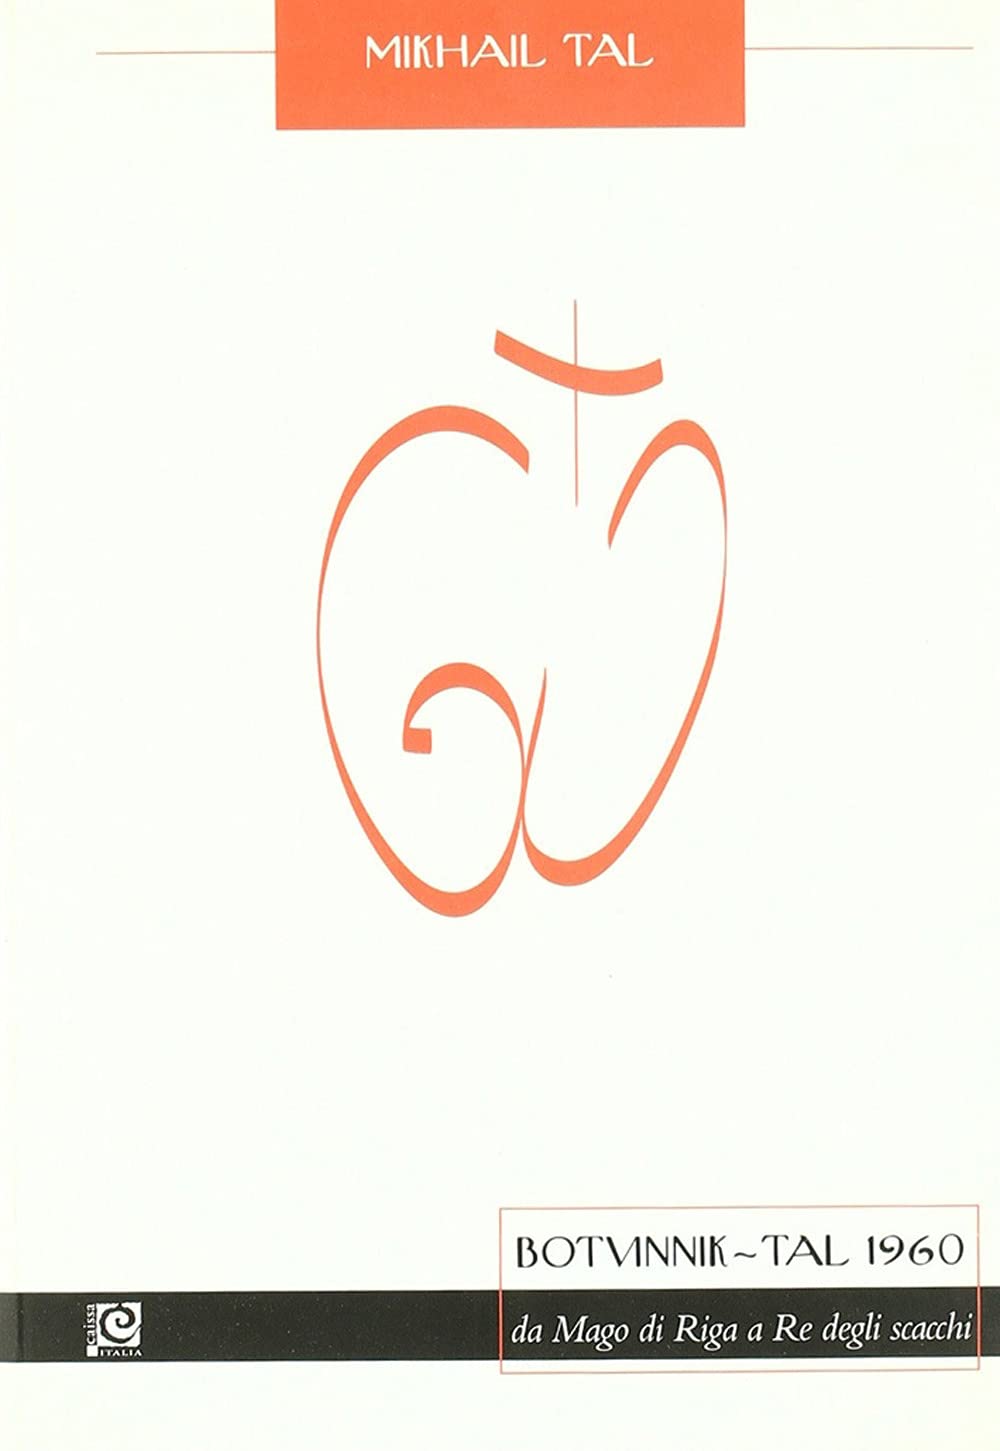 MIKHAIL TAL
BOTVINNIK~TAL 1960
da Mago di Riga a Re degli scacchi
caissa
ITALIA